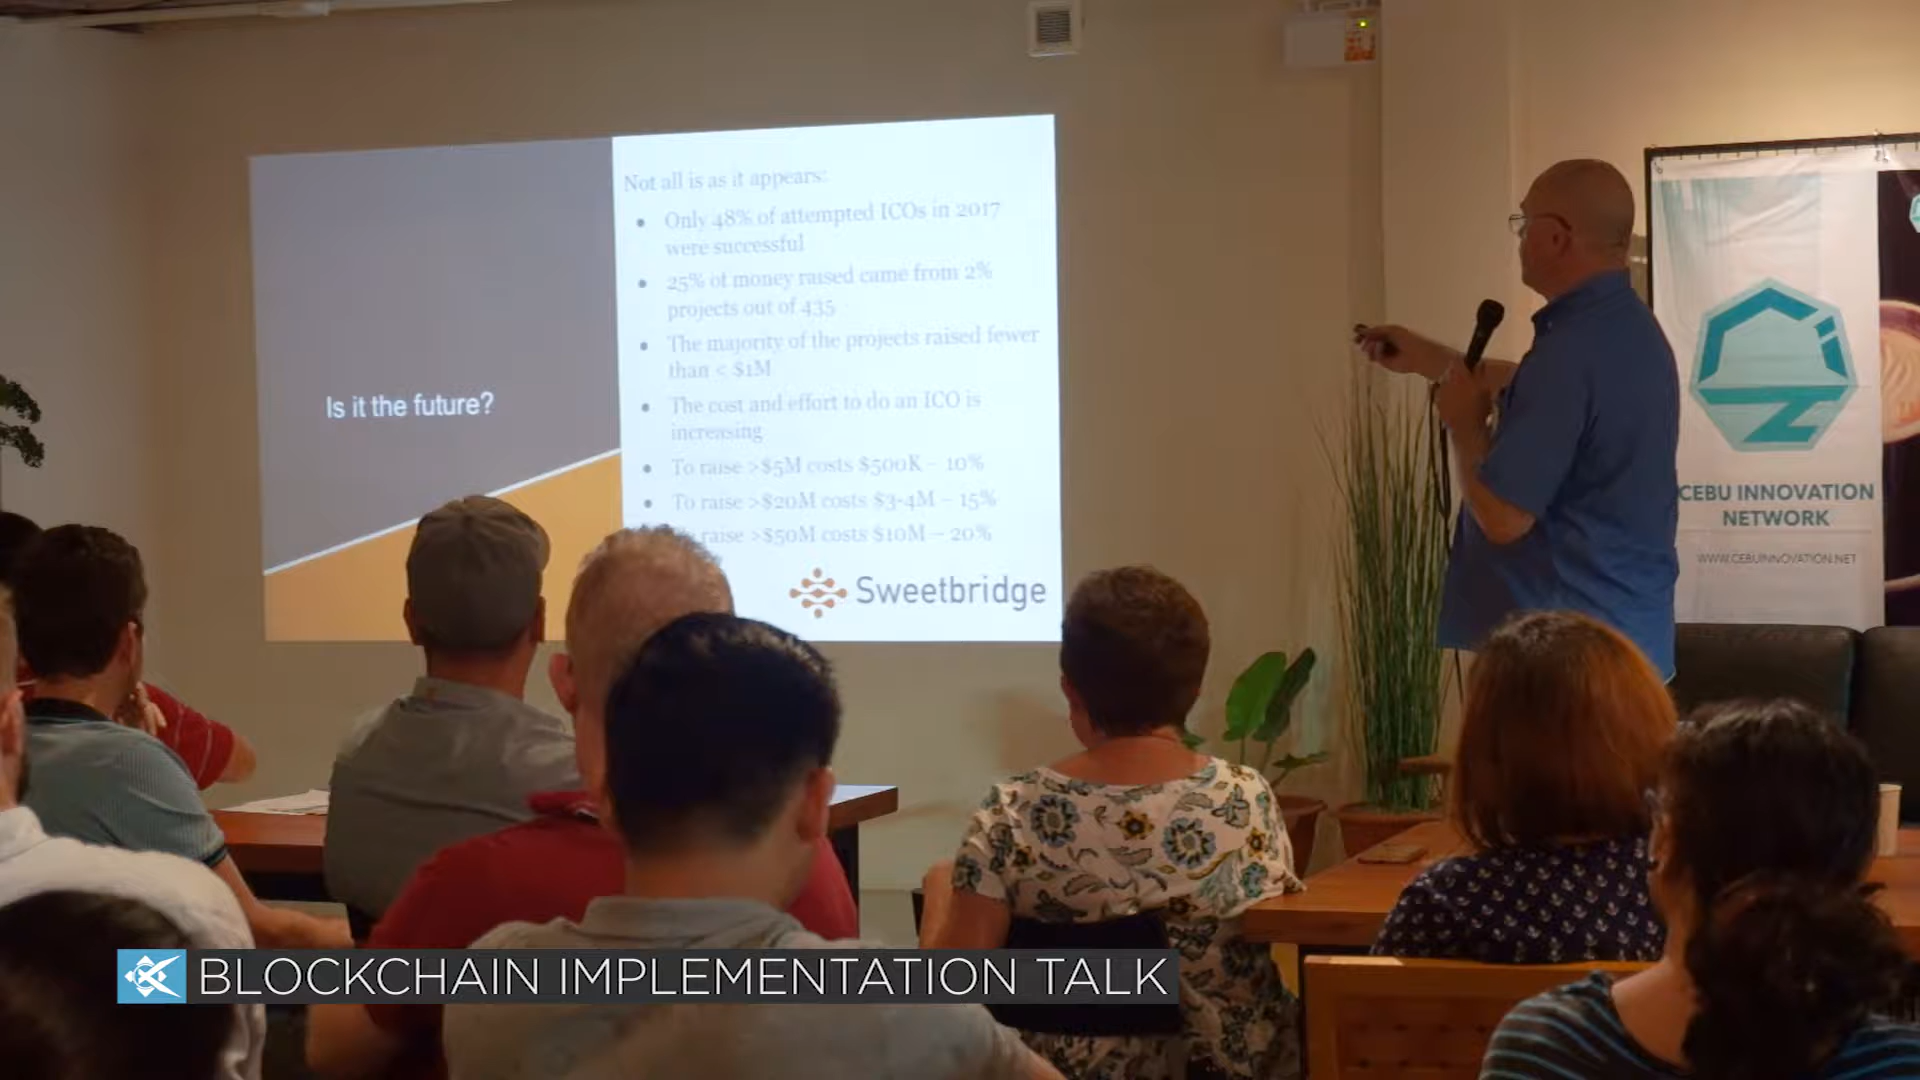 Is it the future?
Not all is as it appears:
• Only 48% of attempted ICOs in 2017
were successful
• 25% of money raised came from 2%
projects out of 435
• The majority of the projects raised fewer
than < $1M
• The cost and effort to do an ICO is
increasing
• To raise >$5M costs $500K – 10%
• To raise >$20M costs $3-4M – 15%
raise >$50M costs $10M – 20%
Sweetbridge
CEBU INNOVATION
NETWORK
WWW.CEBUINNOVATION.NET
BLOCKCHAIN IMPLEMENTATION TALK